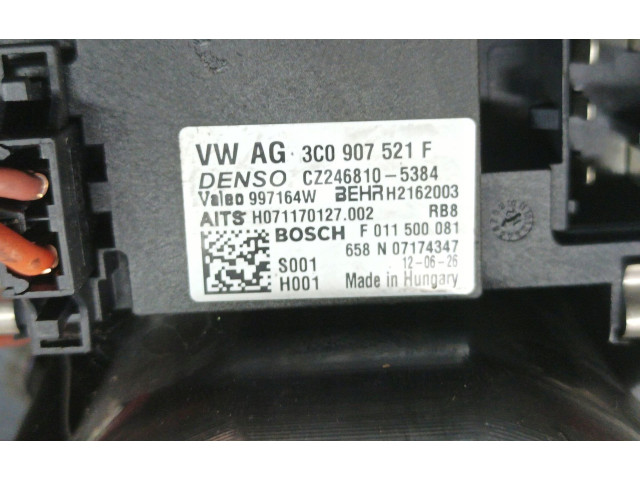 VW AG · 3C0 907 521 F
DENSO CZ246810-5384
Valeo 997164W BEHR H2162003
AITS H071170127.002 RB8
BOSCH F 011 500 081
658 N 07174347
S001 12-06-26
H001 Made in Hungary